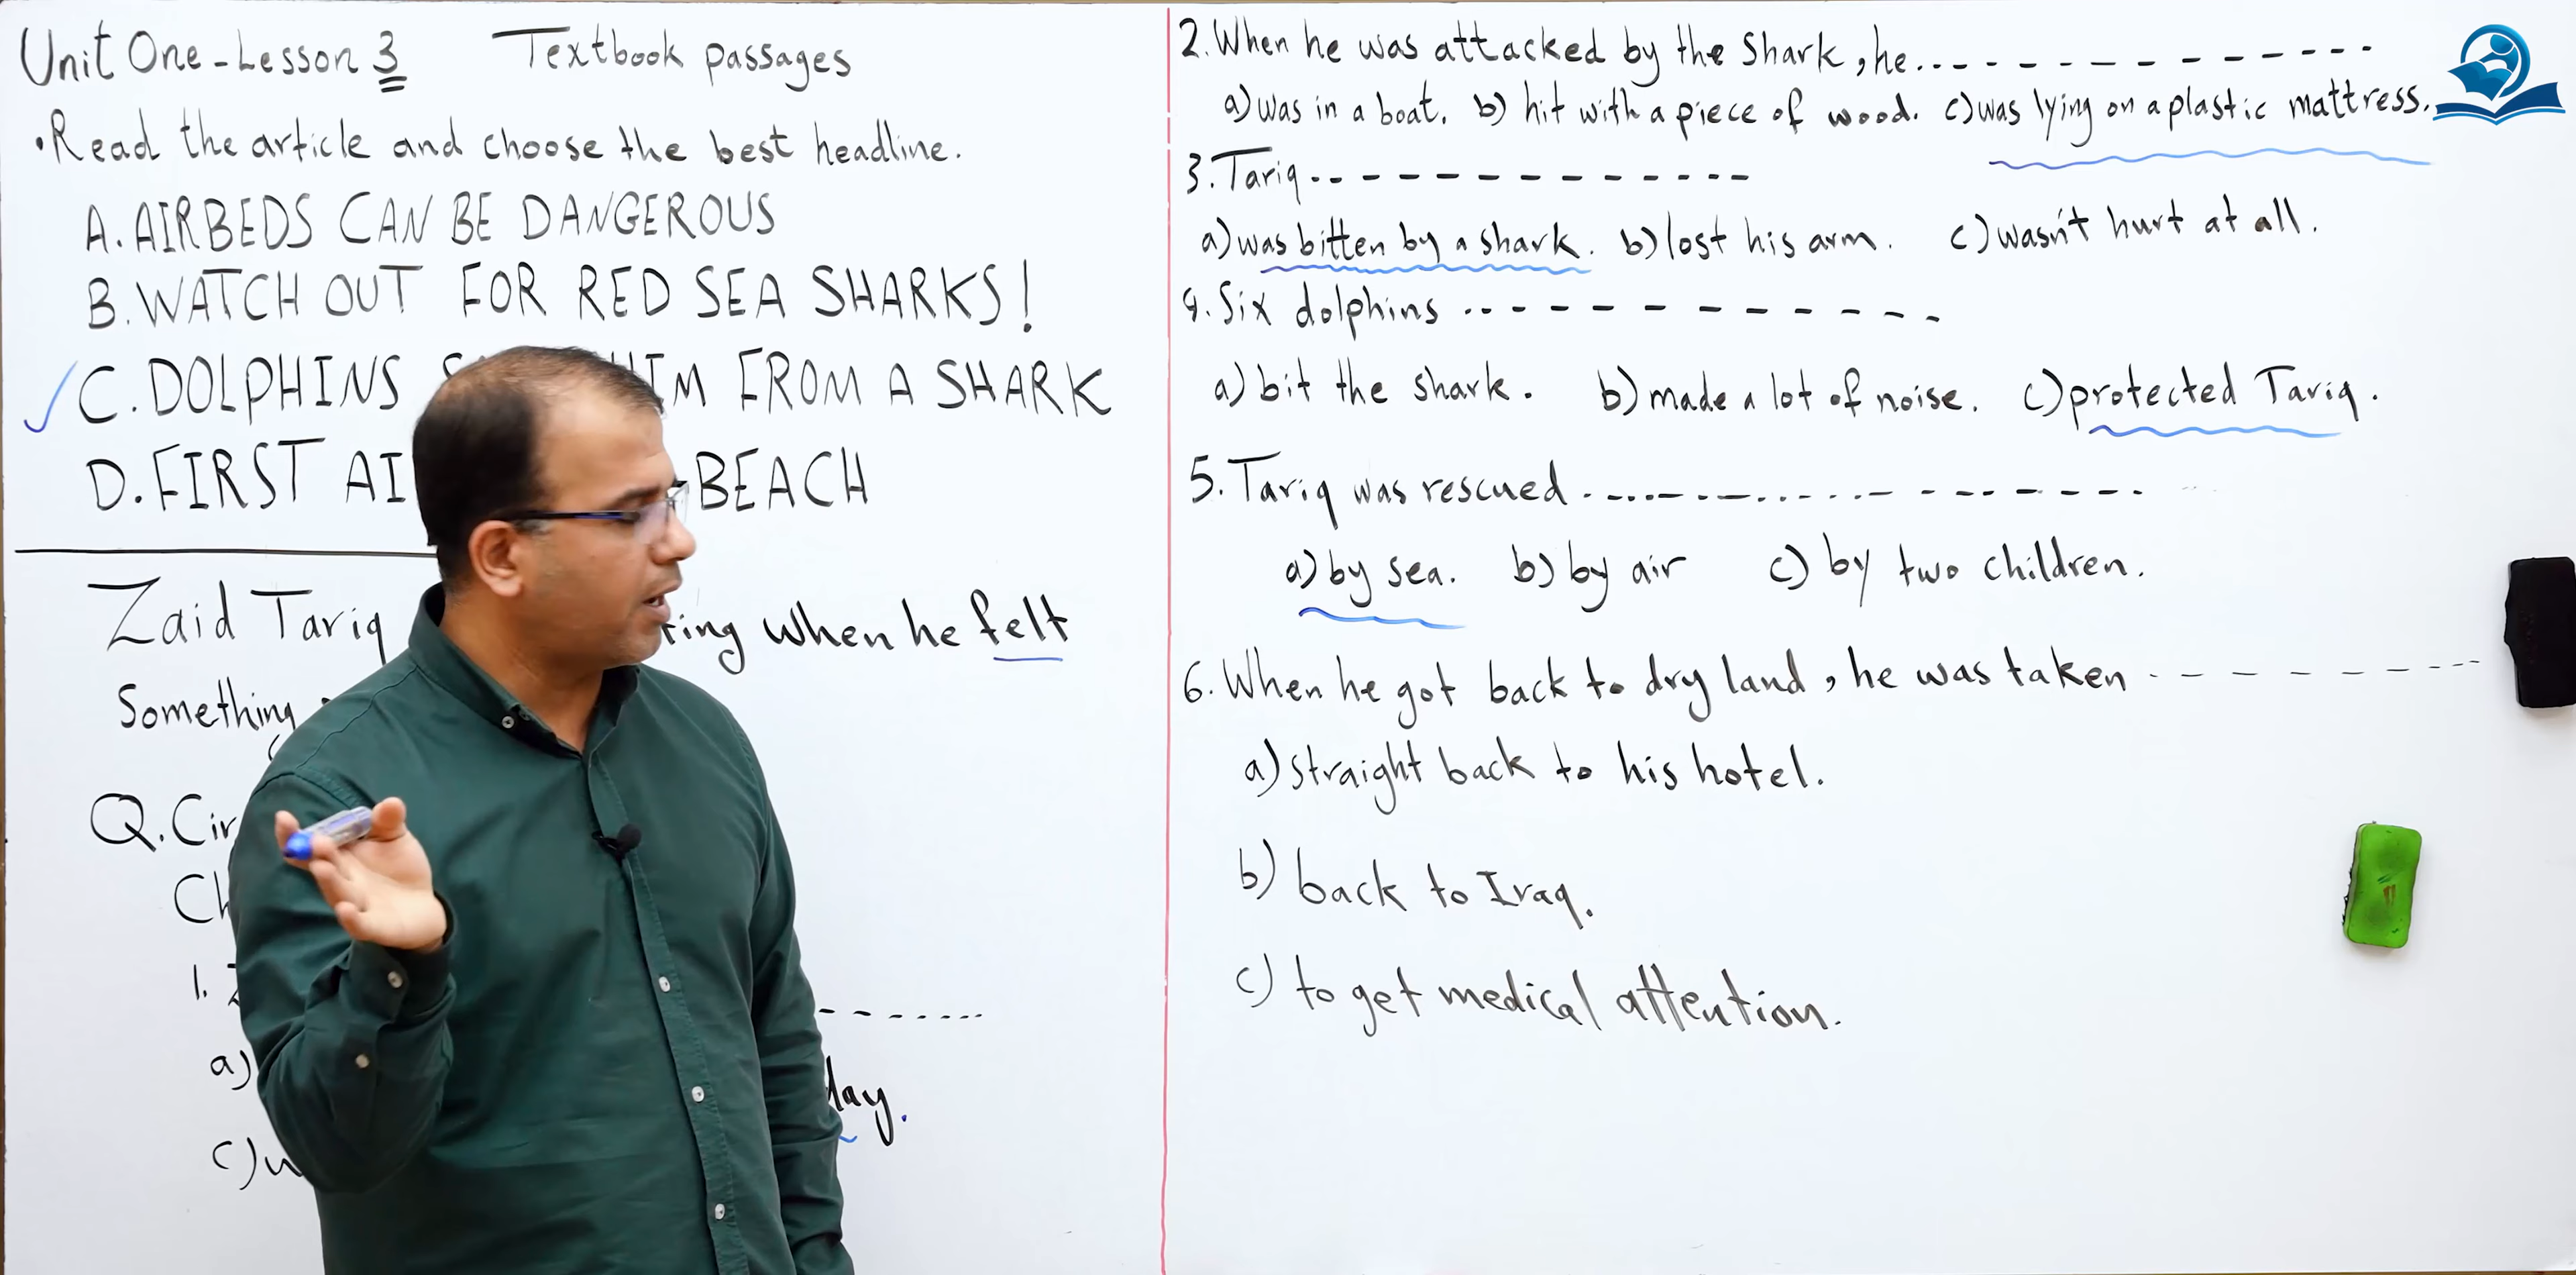 Unit One - Lesson 3 Textbook passages
• Read the article and choose the best headline.
A. AIRBEDS CAN BE DANGEROUS
B. WATCH OUT FOR RED SEA SHARKS!
C. DOLPHINS HIM FROM A SHARK
D. FIRST BEACH
Zaid Tariq when he felt
Something
Q.
1.
a) day.
c)
2. When he was attacked by the Shark, he...-----------
a) was in a boat. b) hit with a piece of wood. c) was lying on a plastic mattress.
3. Tariq..------------
a) was bitten by a shark. b) lost his arm. c) wasn't hurt at all.
4. Six dolphins ..-----------
a) bit the shark. b) made a lot of noise. c) protected Tariq.
5. Tariq was rescued .-----------
a) by sea. b) by air c) by two children.
6. When he got back to dry land, he was taken ----------
a) straight back to his hotel.
b) back to Iraq.
c) to get medical attention.